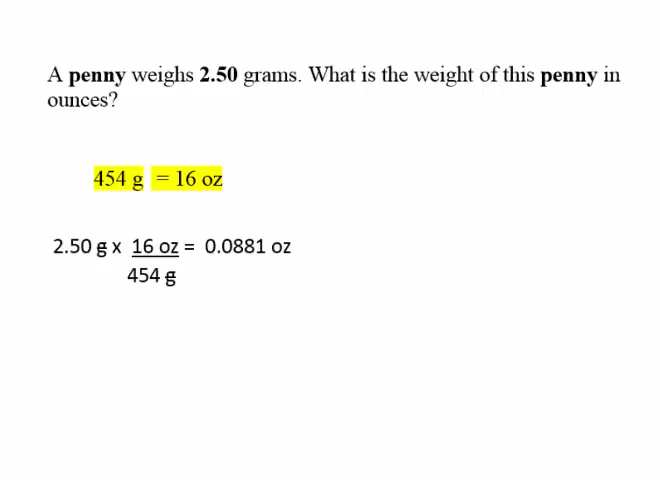 A penny weighs 2.50 grams. What is the weight of this penny in
ounces?
454 g = 16 oz
2.50 g x 16 oz = 0.0881 oz
454 g